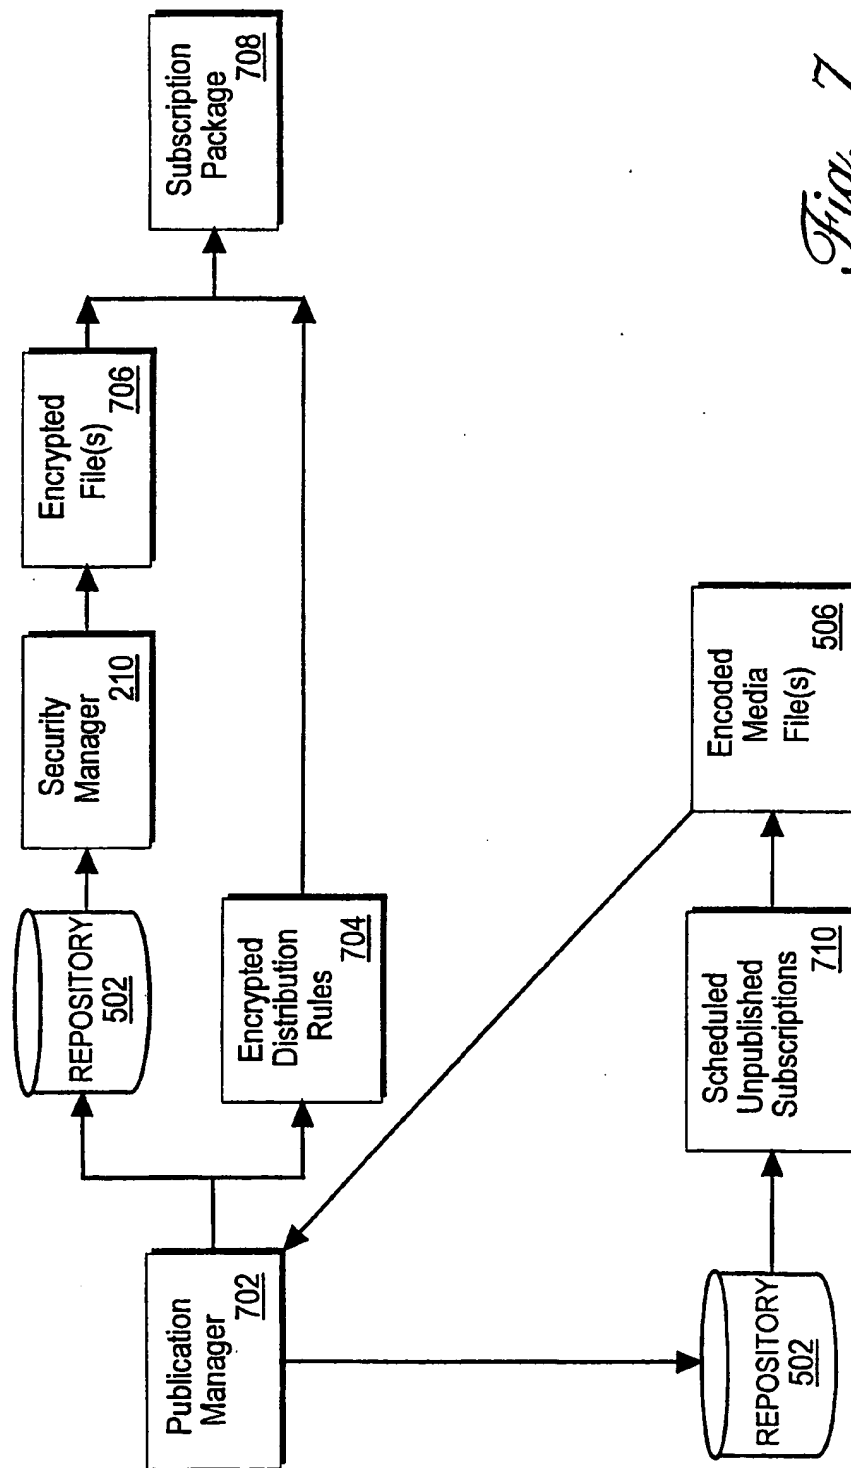 Publication
Manager
702
REPOSITORY
502
Security
Manager
210
Encrypted
File(s)
706
Subscription
Package
708
Encrypted
Distribution
Rules
704
REPOSITORY
502
Scheduled
Unpublished
Subscriptions
710
Encoded
Media
File(s)
506
Fig. 7